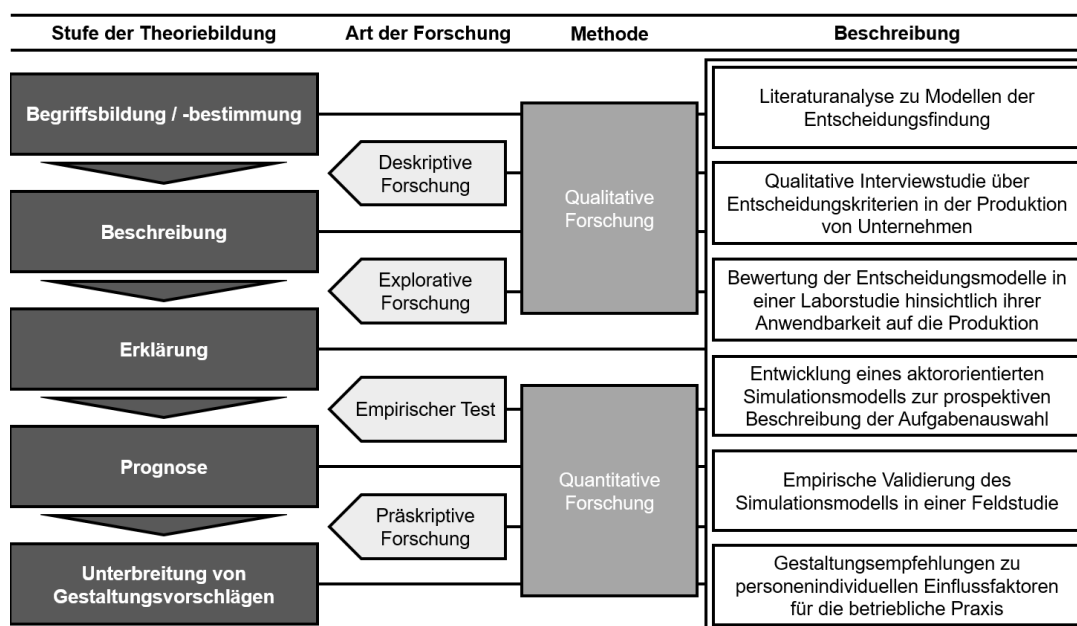 Stufe der Theoriebildung
Art der Forschung
Methode
Beschreibung
Begriffsbildung / -bestimmung
Beschreibung
Erklärung
Prognose
Unterbreitung von
Gestaltungsvorschlägen
Deskriptive
Forschung
Explorative
Forschung
Empirischer Test
Präskriptive
Forschung
Qualitative
Forschung
Quantitative
Forschung
Literaturanalyse zu Modellen der
Entscheidungsfindung
Qualitative Interviewstudie über
Entscheidungskriterien in der Produktion
von Unternehmen
Bewertung der Entscheidungsmodelle in
einer Laborstudie hinsichtlich ihrer
Anwendbarkeit auf die Produktion
Entwicklung eines aktororientierten
Simulationsmodells zur prospektiven
Beschreibung der Aufgabenauswahl
Empirische Validierung des
Simulationsmodells in einer Feldstudie
Gestaltungsempfehlungen zu
personenindividuellen Einflussfaktoren
für die betriebliche Praxis